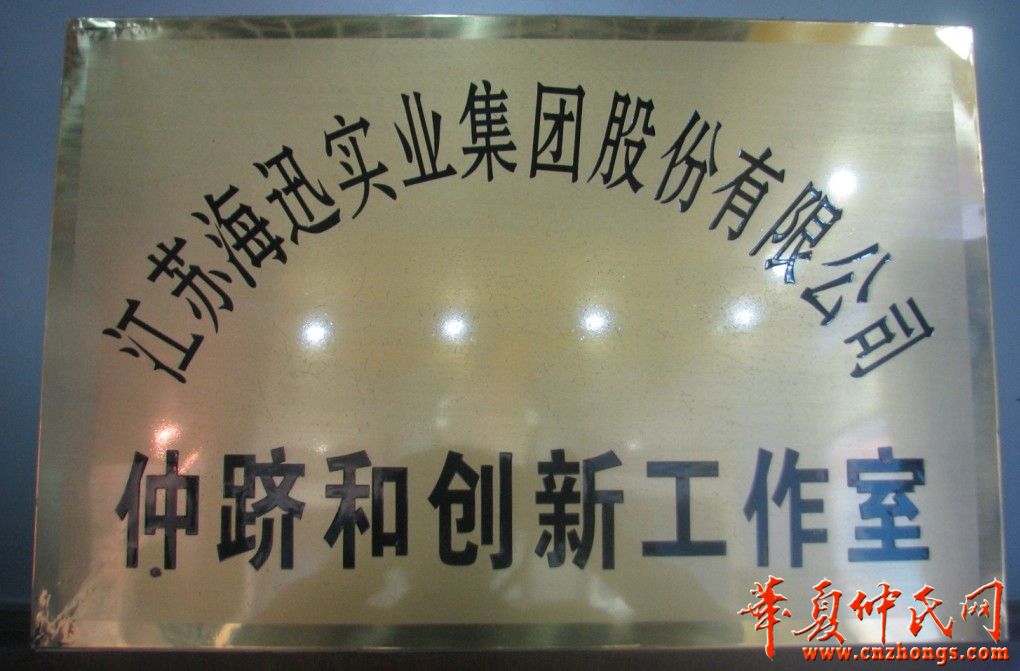 江苏海迅实业集团股份有限公司
仲跻和创新工作室
華夏仲氏网
www.cnzhongs.com